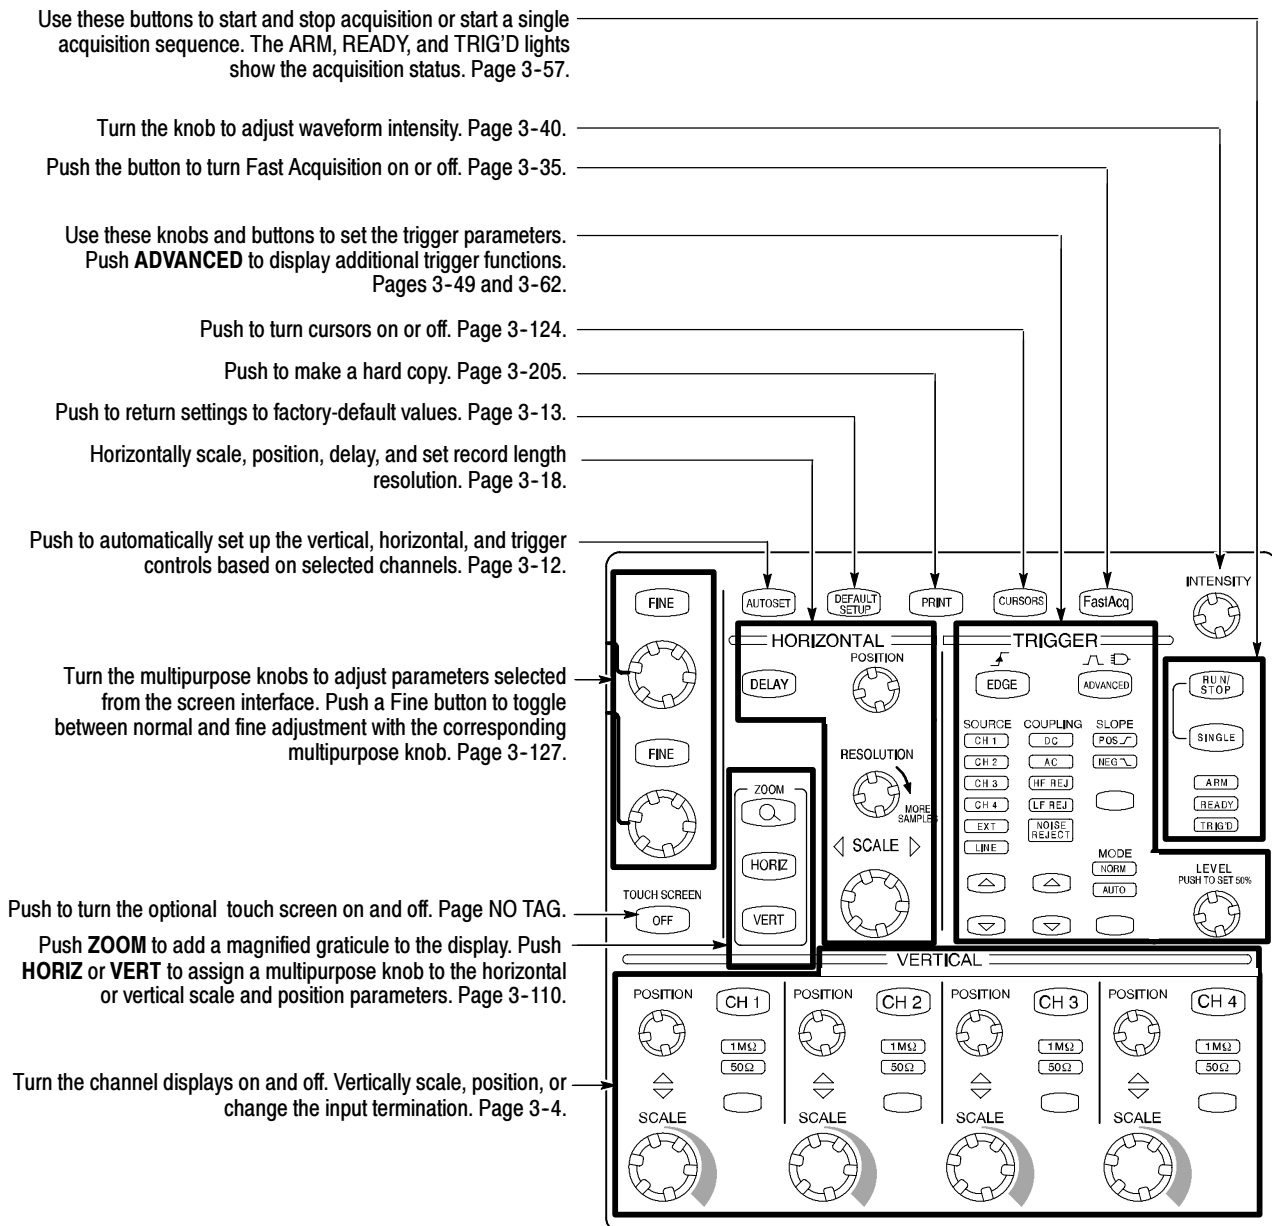 Use these buttons to start and stop acquisition or start a single
acquisition sequence. The ARM, READY, and TRIG’D lights
show the acquisition status. Page 3-57.
Turn the knob to adjust waveform intensity. Page 3-40.
Push the button to turn Fast Acquisition on or off. Page 3-35.
Use these knobs and buttons to set the trigger parameters.
Push ADVANCED to display additional trigger functions.
Pages 3-49 and 3-62.
Push to turn cursors on or off. Page 3-124.
Push to make a hard copy. Page 3-205.
Push to return settings to factory-default values. Page 3-13.
Horizontally scale, position, delay, and set record length
resolution. Page 3-18.
Push to automatically set up the vertical, horizontal, and trigger
controls based on selected channels. Page 3-12.
Turn the multipurpose knobs to adjust parameters selected
from the screen interface. Push a Fine button to toggle
between normal and fine adjustment with the corresponding
multipurpose knob. Page 3-127.
Push to turn the optional touch screen on and off. Page NO TAG.
Push ZOOM to add a magnified graticule to the display. Push
HORIZ or VERT to assign a multipurpose knob to the horizontal
or vertical scale and position parameters. Page 3-110.
Turn the channel displays on and off. Vertically scale, position, or
change the input termination. Page 3-4.
FINE
FINE
TOUCH SCREEN
OFF
AUTOSET
DEFAULT
SETUP
PRINT
CURSORS
FastAcq
INTENSITY
HORIZONTAL
POSITION
DELAY
RESOLUTION
MORE
SAMPLES
SCALE
ZOOM
HORIZ
VERT
TRIGGER
EDGE
ADVANCED
SOURCE
CH 1
CH 2
CH 3
CH 4
EXT
LINE
COUPLING
DC
AC
HF REJ
LF REJ
NOISE
REJECT
SLOPE
POS
NEG
MODE
NORM
AUTO
RUN/
STOP
SINGLE
ARM
READY
TRIG'D
LEVEL
PUSH TO SET 50%
VERTICAL
POSITION
CH 1
1MΩ
50Ω
SCALE
POSITION
CH 2
1MΩ
50Ω
SCALE
POSITION
CH 3
1MΩ
50Ω
SCALE
POSITION
CH 4
1MΩ
50Ω
SCALE